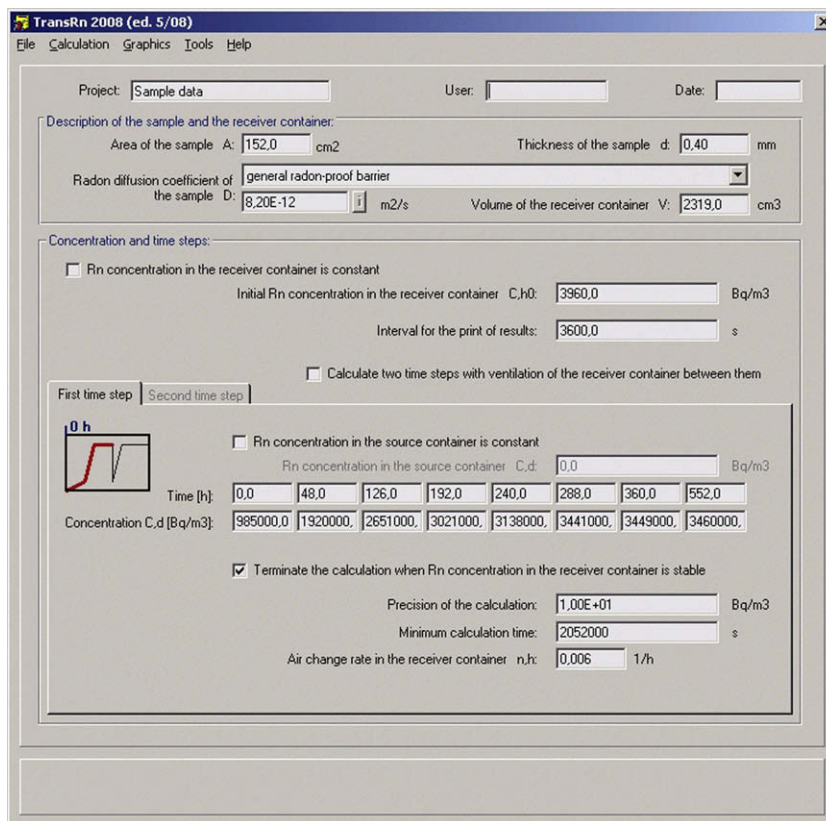 TransRn 2008 (ed. 5/08)
File Calculation Graphics Tools Help
Project: Sample data User: Date:
Description of the sample and the receiver container:
Area of the sample A: 152,0 cm2 Thickness of the sample d: 0,40 mm
Radon diffusion coefficient of the sample D: general radon-proof barrier
8,20E-12 i m2/s Volume of the receiver container V: 2319,0 cm3
Concentration and time steps:
Rn concentration in the receiver container is constant
Initial Rn concentration in the receiver container C,h0: 3960,0 Bq/m3
Interval for the print of results: 3600,0 s
Calculate two time steps with ventilation of the receiver container between them
First time step Second time step
0 h
Rn concentration in the source container is constant
Rn concentration in the source container C,d: 0,0 Bq/m3
Time [h]: 0,0 48,0 126,0 192,0 240,0 288,0 360,0 552,0
Concentration C,d [Bq/m3]: 985000,0 1920000, 2651000, 3021000, 3138000, 3441000, 3449000, 3460000,
Terminate the calculation when Rn concentration in the receiver container is stable
Precision of the calculation: 1,00E+01 Bq/m3
Minimum calculation time: 2052000 s
Air change rate in the receiver container n,h: 0,006 1/h